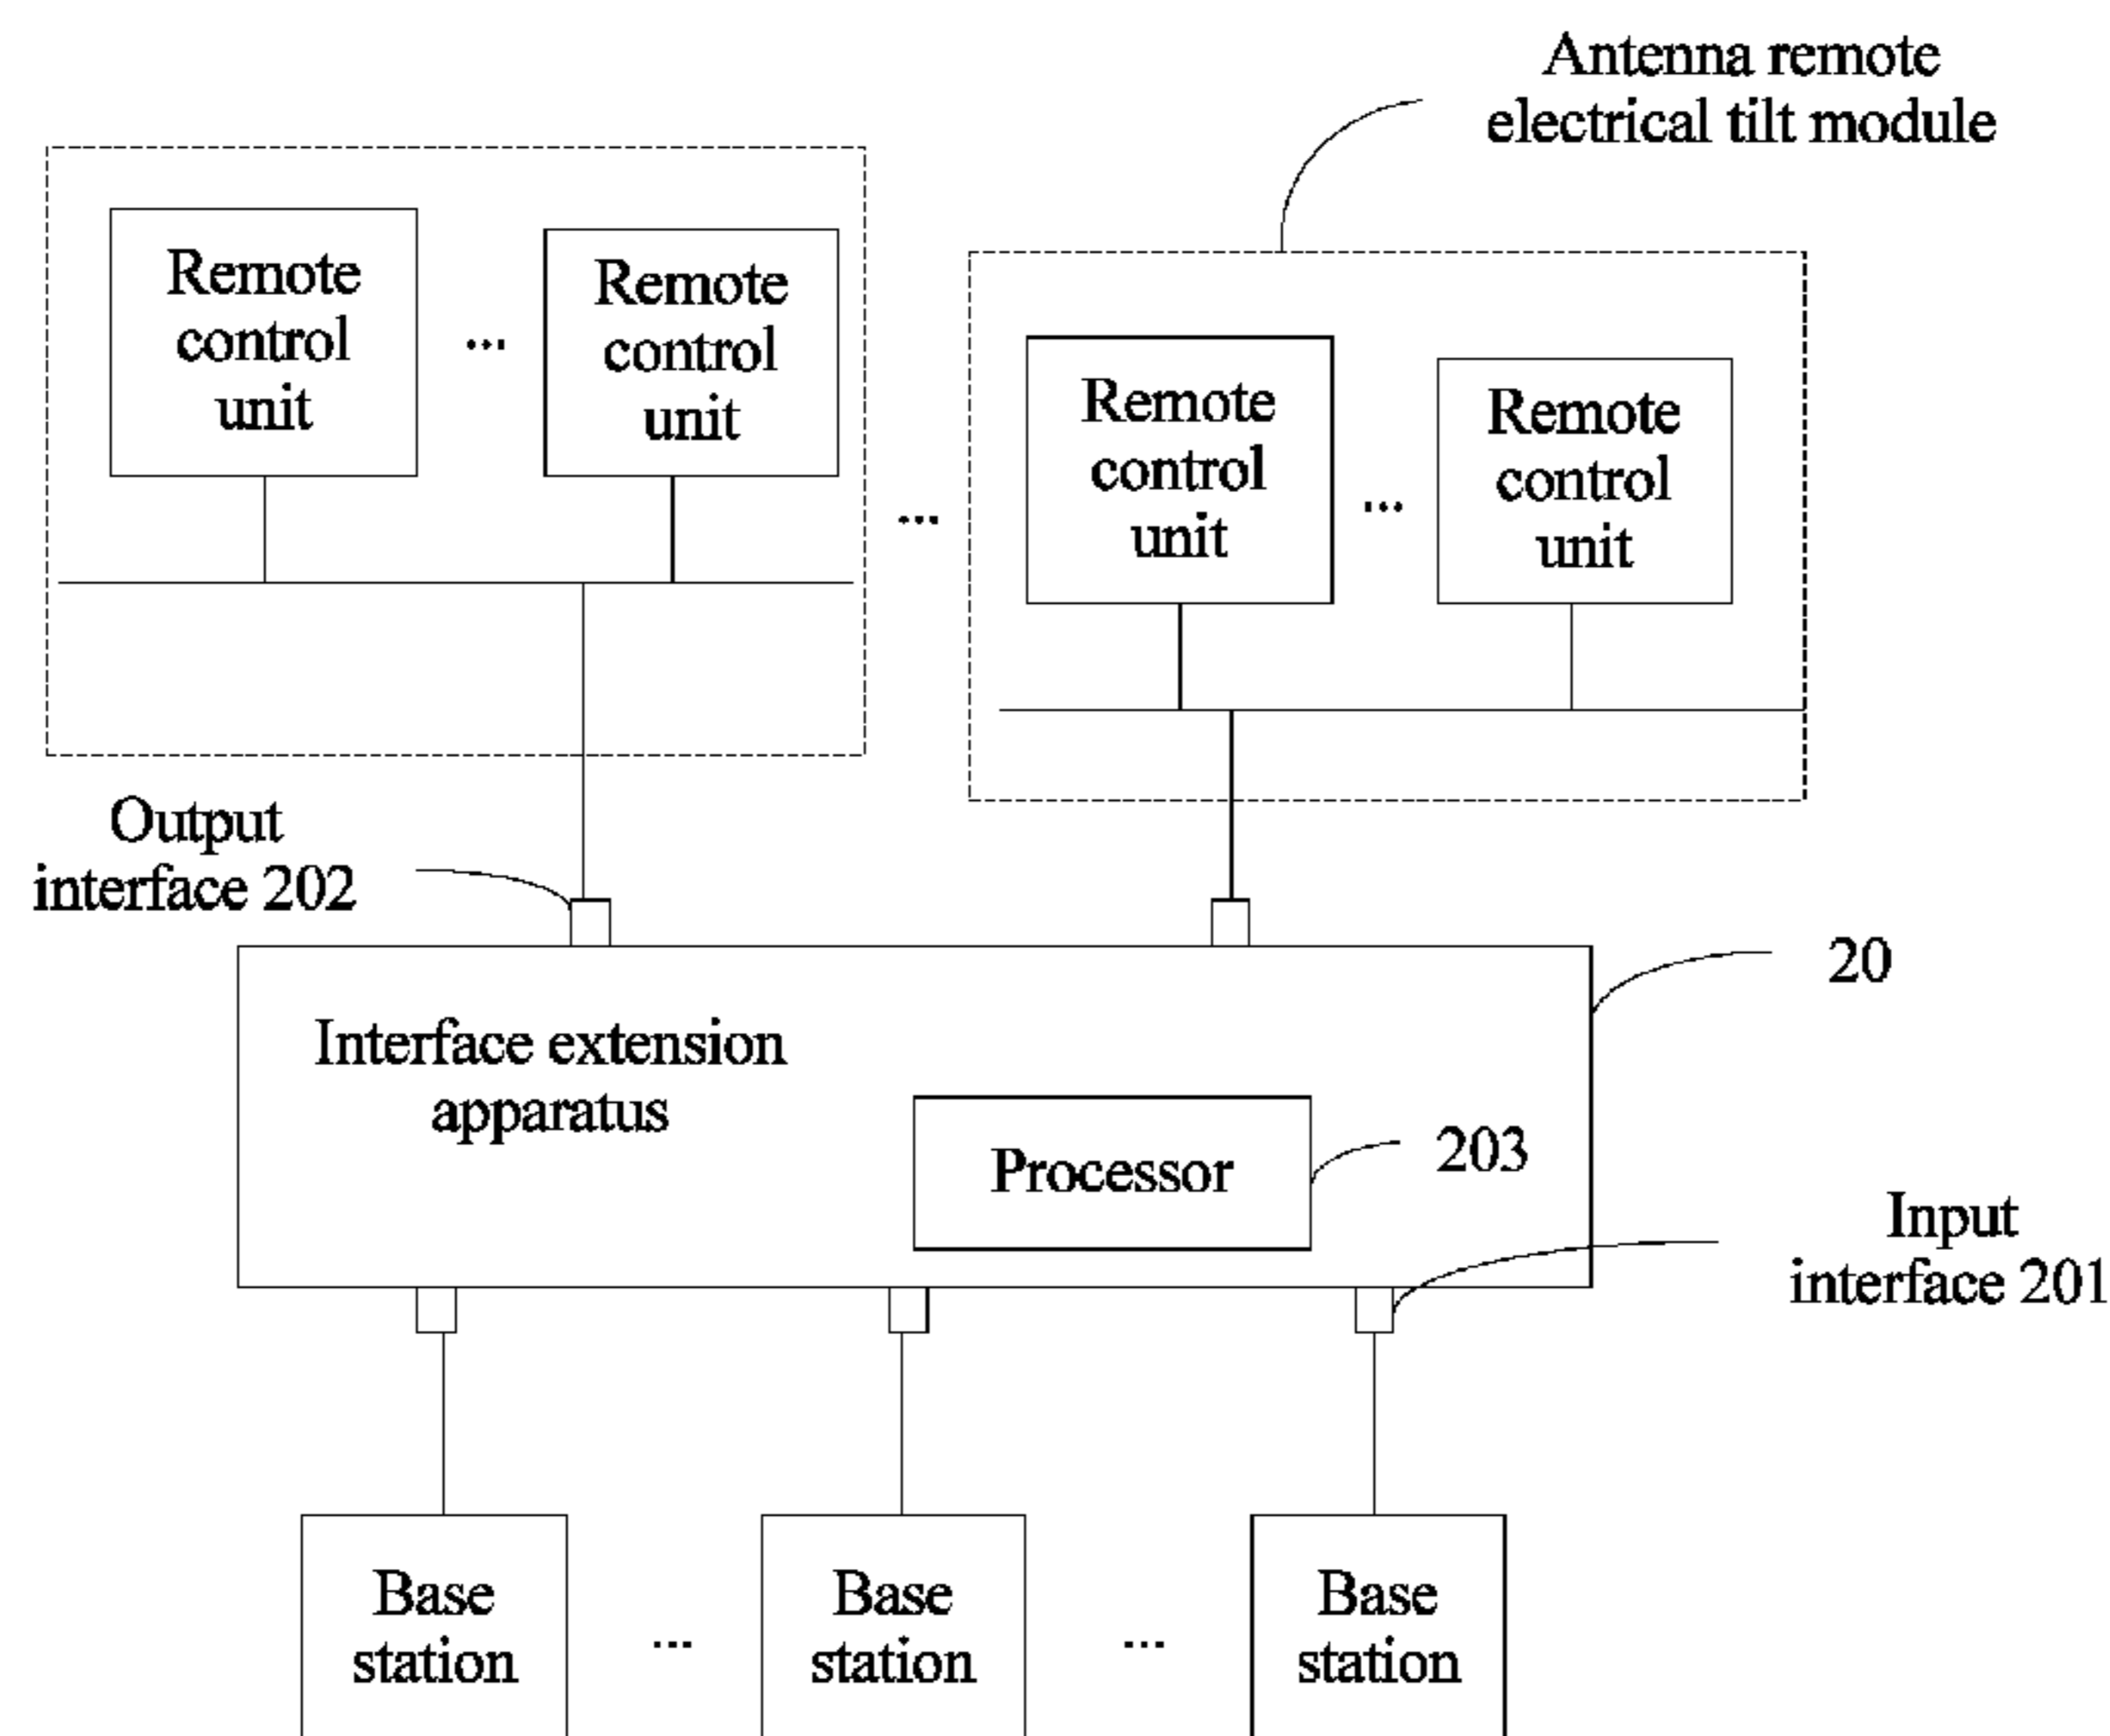 Antenna remote
electrical tilt module
Remote
control
unit
...
Remote
control
unit
...
Remote
control
unit
...
Remote
control
unit
Output
interface 202
20
Interface extension
apparatus
Processor
203
Input
interface 201
Base
station
...
Base
station
...
Base
station